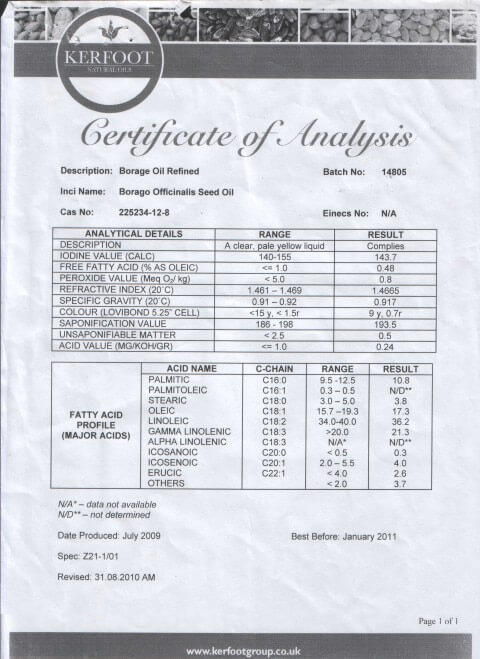 KERFOOT
NATURAL OILS
Certificate of Analysis
Description: Borage Oil Refined Batch No: 14805
Inci Name: Borago Officinalis Seed Oil
Cas No: 225234-12-8 Einecs No: N/A
ANALYTICAL DETAILS RANGE RESULT
DESCRIPTION A clear, pale yellow liquid Complies
IODINE VALUE (CALC) 140-155 143.7
FREE FATTY ACID (% AS OLEIC) <= 1.0 0.48
PEROXIDE VALUE (Meq O₂/ kg) < 5.0 0.8
REFRACTIVE INDEX (20˚C) 1.461 – 1.469 1.4665
SPECIFIC GRAVITY (20˚C) 0.91 – 0.92 0.917
COLOUR (LOVIBOND 5.25" CELL) <15 y, < 1.5r 9 y, 0.7r
SAPONIFICATION VALUE 186 - 198 193.5
UNSAPONIFIABLE MATTER < 2.5 0.5
ACID VALUE (MG/KOH/GR) <= 1.0 0.24
FATTY ACID PROFILE (MAJOR ACIDS)
ACID NAME C-CHAIN RANGE RESULT
PALMITIC C16:0 9.5 -12.5 10.8
PALMITOLEIC C16:1 0.3 – 0.5 N/D**
STEARIC C18:0 3.0 – 5.0 3.8
OLEIC C18:1 15.7 –19.3 17.3
LINOLEIC C18:2 34.0-40.0 36.2
GAMMA LINOLENIC C18:3 >20.0 21.3
ALPHA LINOLENIC C18:3 N/A* N/D**
ICOSANOIC C20:0 < 0.5 0.3
ICOSENOIC C20:1 2.0 – 5.5 4.0
ERUCIC C22:1 < 4.0 2.6
OTHERS < 2.0 3.7
N/A* – data not available
N/D** – not determined
Date Produced: July 2009 Best Before: January 2011
Spec: Z21-1/01
Revised: 31.08.2010 AM
Page 1 of 1
www.kerfootgroup.co.uk